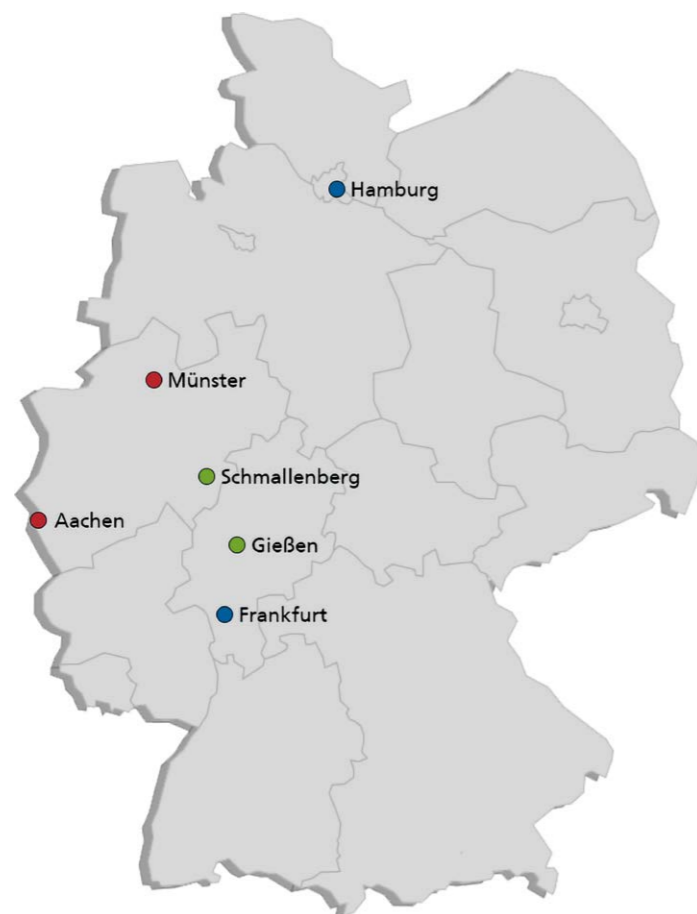 Hamburg
Münster
Schmallenberg
Aachen
Gießen
Frankfurt